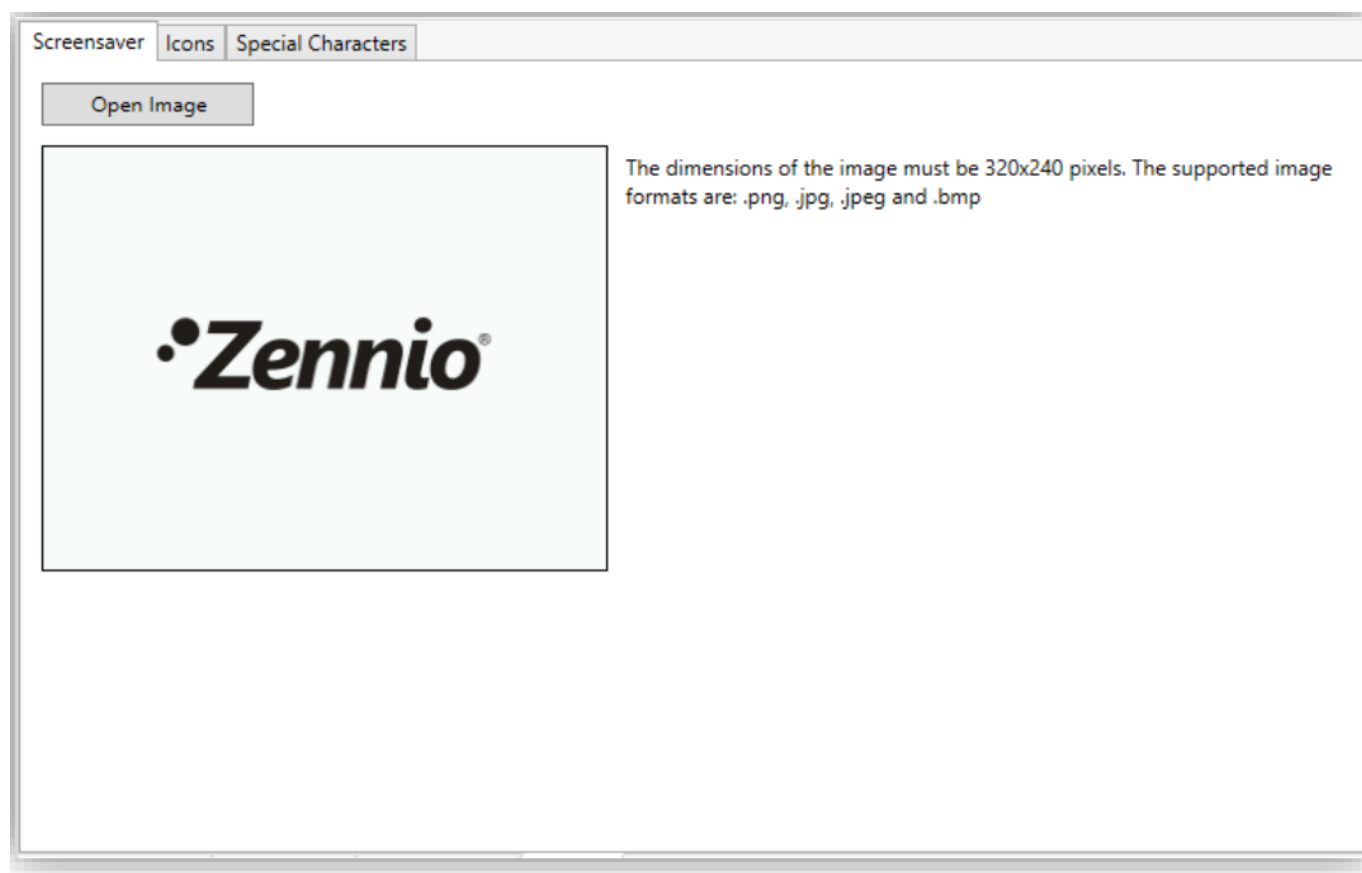 Screensaver Icons Special Characters
Open Image
The dimensions of the image must be 320x240 pixels. The supported image
formats are: .png, .jpg, .jpeg and .bmp
Zennio®